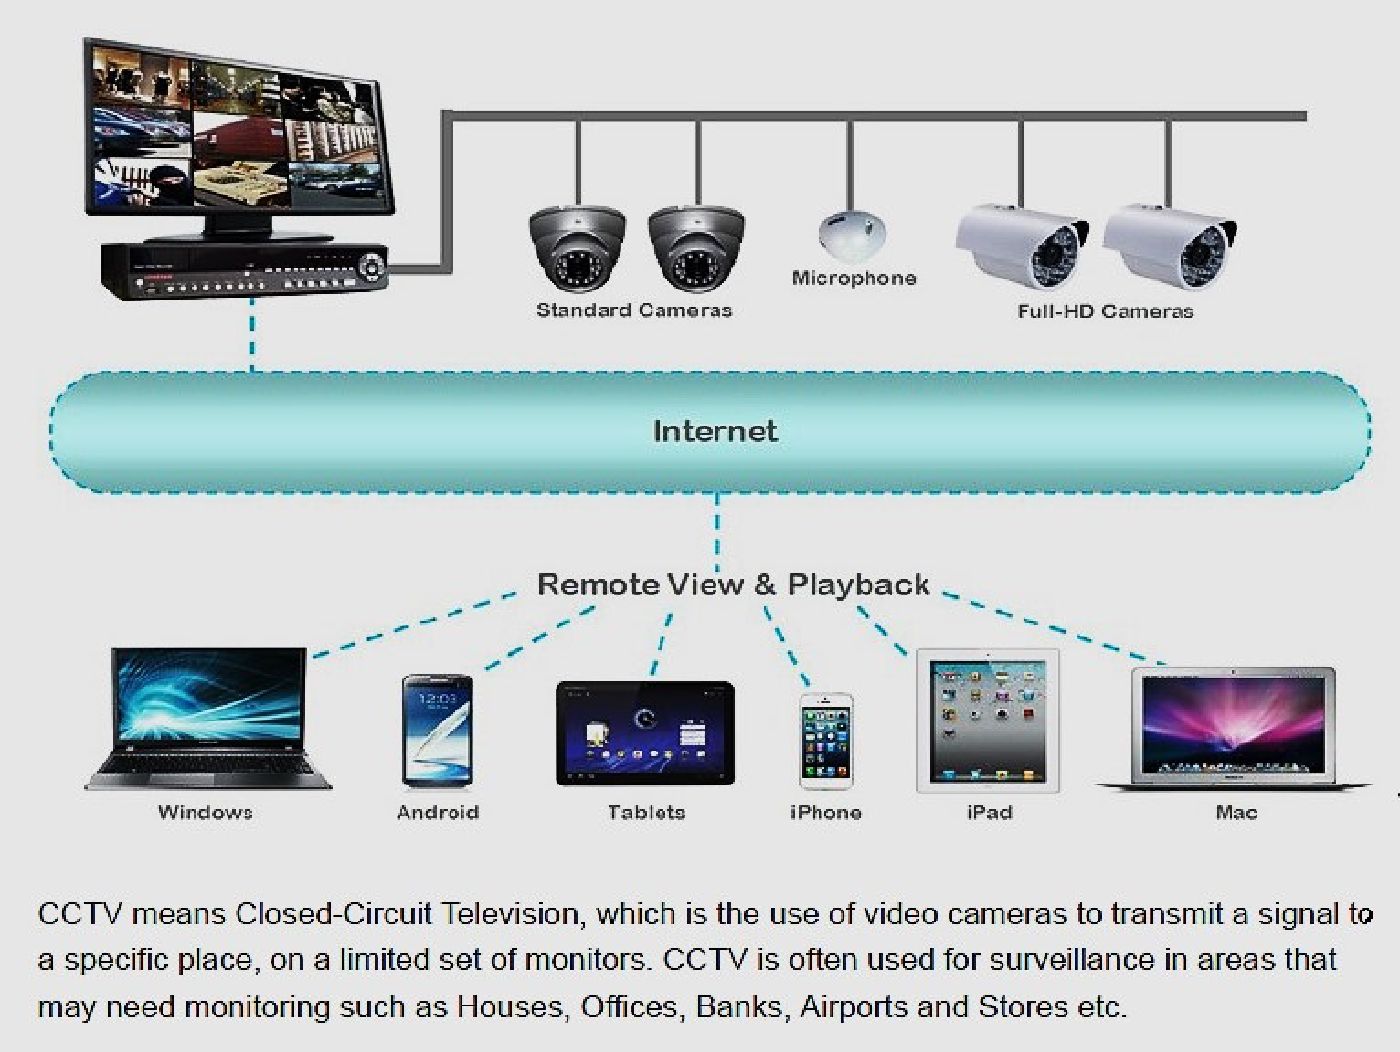 Standard Cameras
Microphone
Full-HD Cameras
Internet
Remote View & Playback
12:03
Windows
Android
Tablets
iPhone
iPad
Mac
CCTV means Closed-Circuit Television, which is the use of video cameras to transmit a signal to
a specific place, on a limited set of monitors. CCTV is often used for surveillance in areas that
may need monitoring such as Houses, Offices, Banks, Airports and Stores etc.